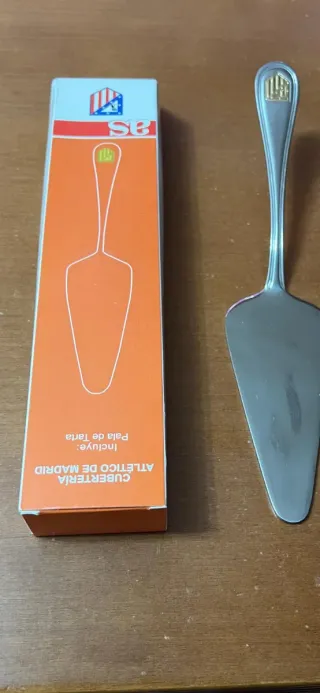 as
CUBERTERÍA
ATLÉTICO DE MADRID
Incluye:
Pala de Tarta